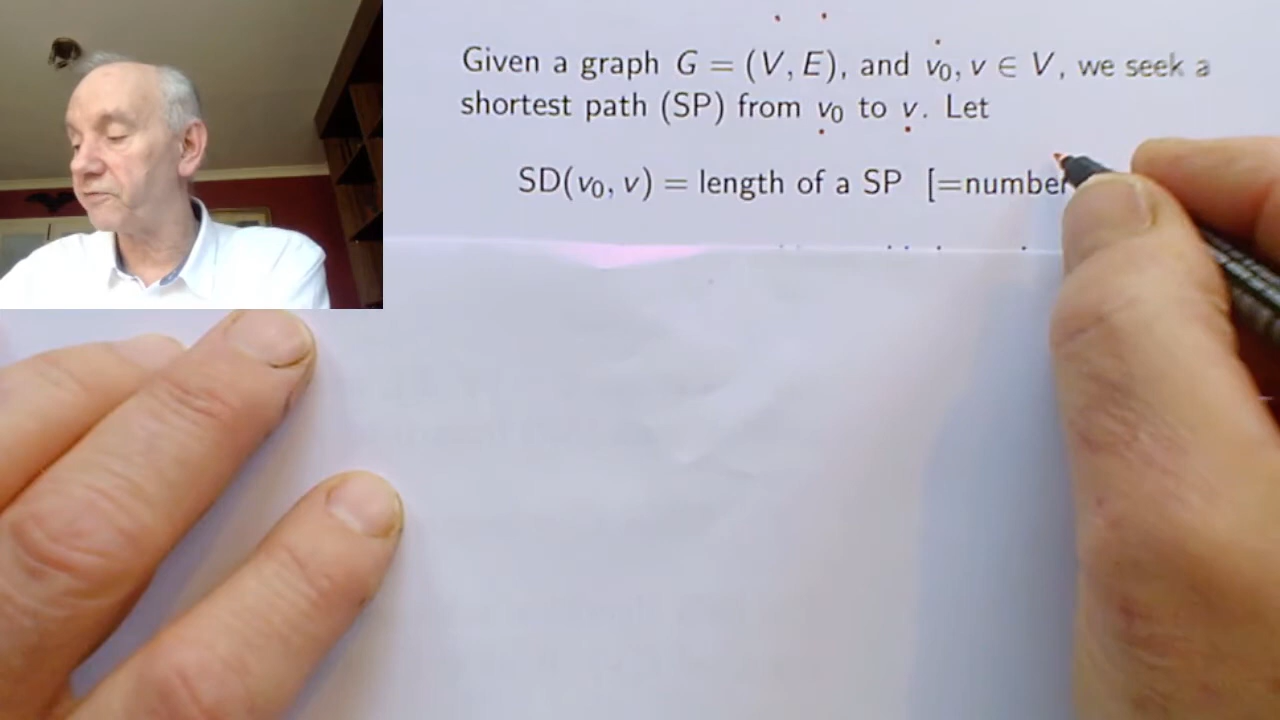 Given a graph G = (V, E), and v₀, v ∈ V, we seek a
shortest path (SP) from v₀ to v. Let
SD(v₀, v) = length of a SP [=number